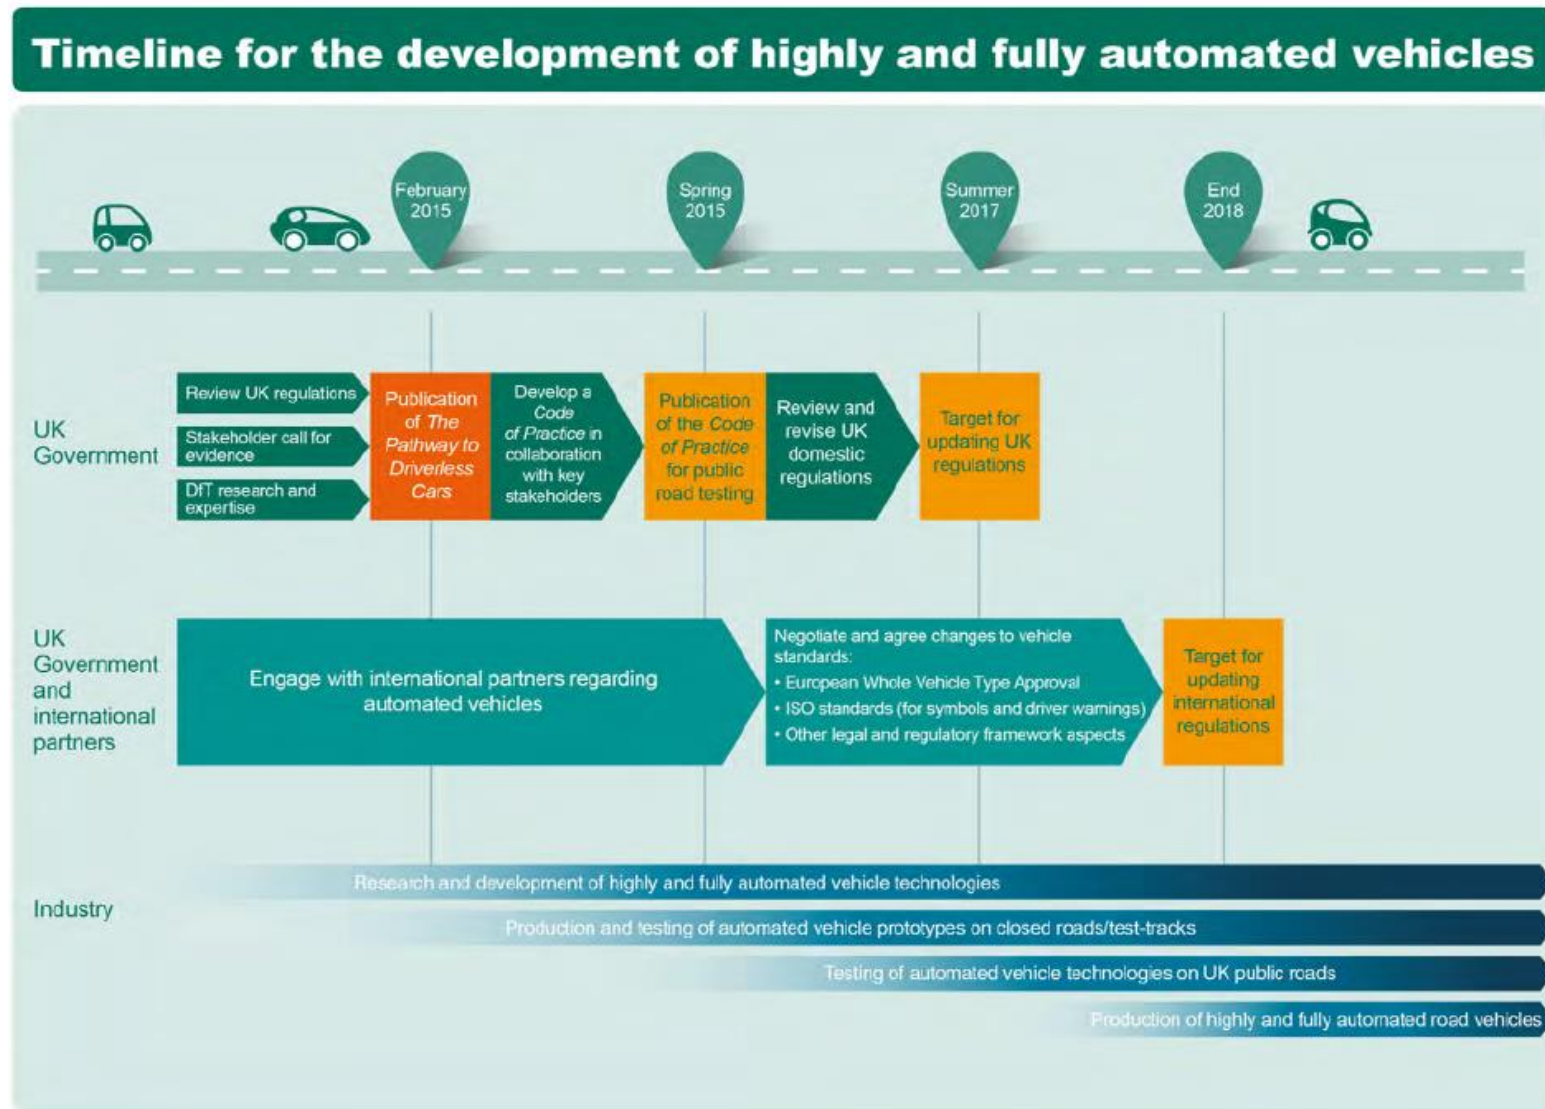 Timeline for the development of highly and fully automated vehicles
February
2015
Spring
2015
Summer
2017
End
2018
UK
Government
Review UK regulations
Stakeholder call for
evidence
DfT research and
expertise
Publication
of The
Pathway to
Driverless
Cars
Develop a
Code
of Practice in
collaboration
with key
stakeholders
Publication
of the Code
of Practice
for public
road testing
Review and
revise UK
domestic
regulations
Target for
updating UK
regulations
UK
Government
and
international
partners
Engage with international partners regarding
automated vehicles
Negotiate and agree changes to vehicle
standards:
• European Whole Vehicle Type Approval
• ISO standards (for symbols and driver warnings)
• Other legal and regulatory framework aspects
Target for
updating
international
regulations
Industry
Research and development of highly and fully automated vehicle technologies
Production and testing of automated vehicle prototypes on closed roads/test-tracks
Testing of automated vehicle technologies on UK public roads
Production of highly and fully automated road vehicles